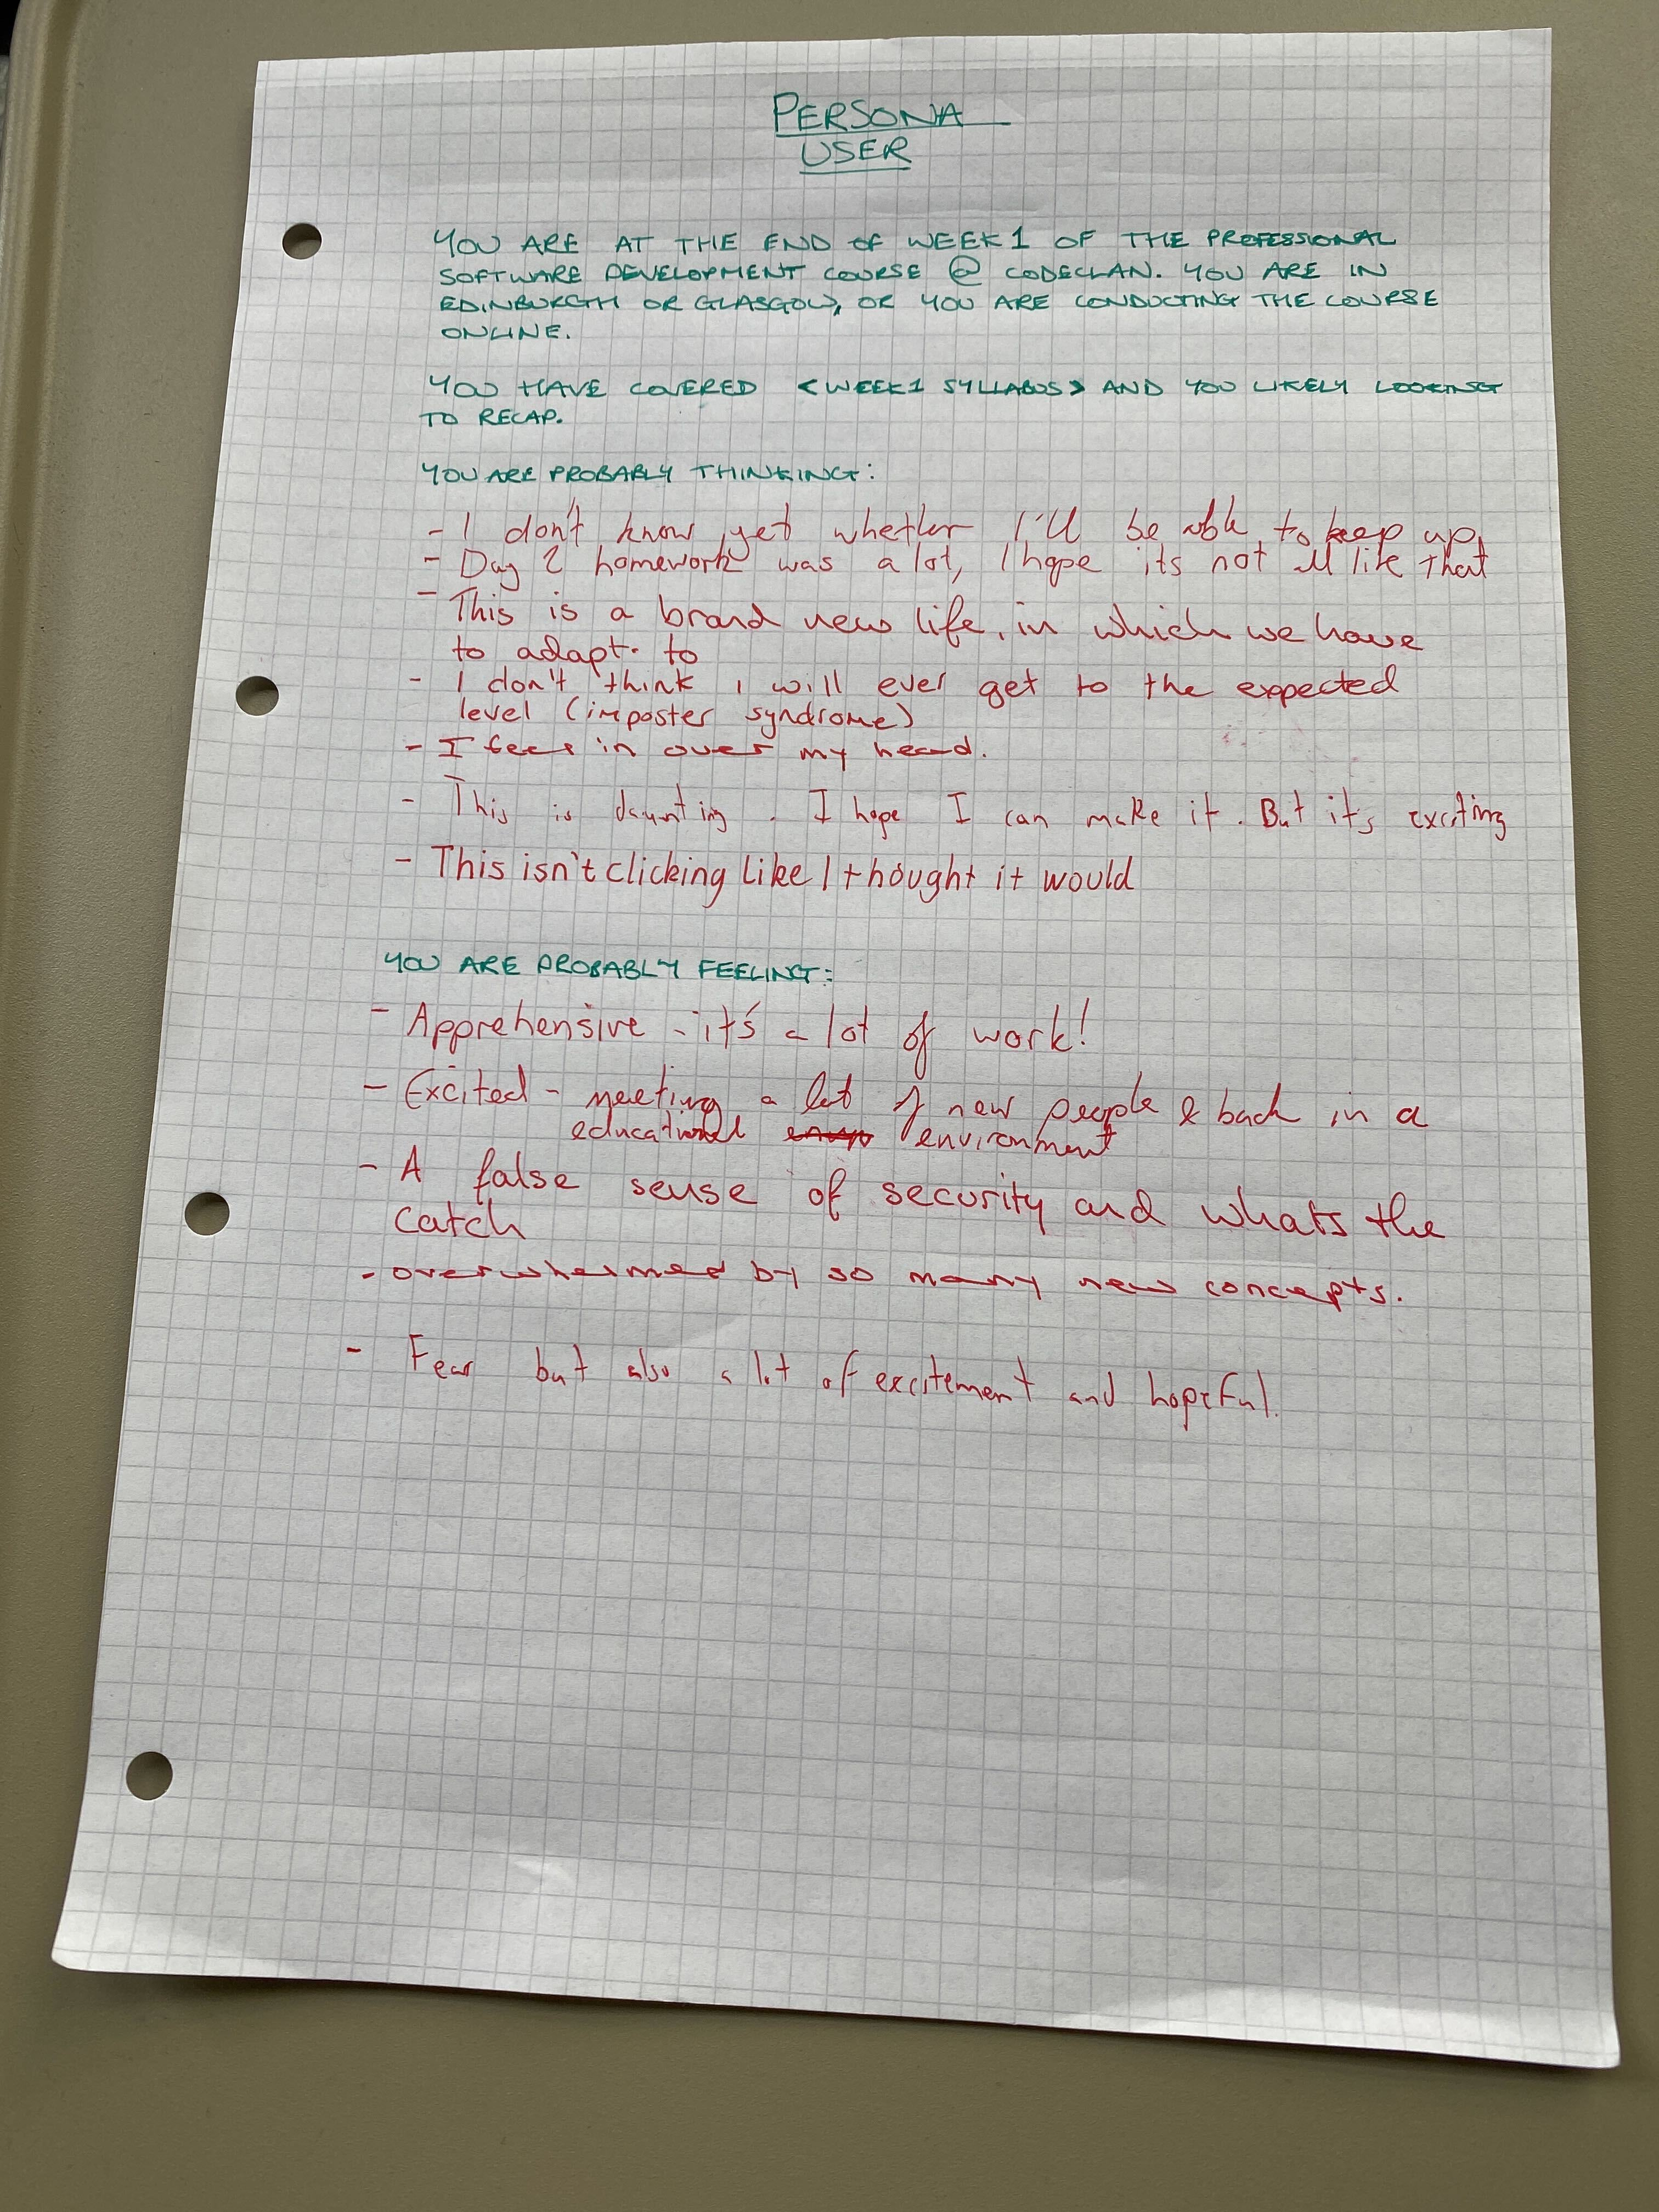 PERSONA
USER
YOU ARE AT THE END OF WEEK 1 OF THE PROFESSIONAL
SOFTWARE DEVELOPMENT COURSE @ CODECLAN. YOU ARE IN
EDINBURGH OR GLASGOW, OR YOU ARE CONDUCTING THE COURSE
ONLINE.
YOU HAVE COVERED <WEEK1 SYLLABUS> AND YOU LIKELY LOOKING
TO RECAP.
YOU ARE PROBABLY THINKING:
- I don't know yet whether I'll be able to keep up,
- Day 2 homework was a lot, I hope its not all like that
- This is a brand new life, in which we have
to adapt. to
- I don't think i will ever get to the expected
level (imposter syndrome)
- I feel in over my head.
- This is daunting. I hope I can make it. But its exciting
- This isn't clicking like I thought it would
YOU ARE PROBABLY FEELING:
- Apprehensive - it's a lot of work!
- Excited - meeting a lot of new people & back in a
educational environment
- A false sense of security and whats the
catch
- overwhelmed by so many new concepts.
- Fear but also a lot of excitement and hopeful.